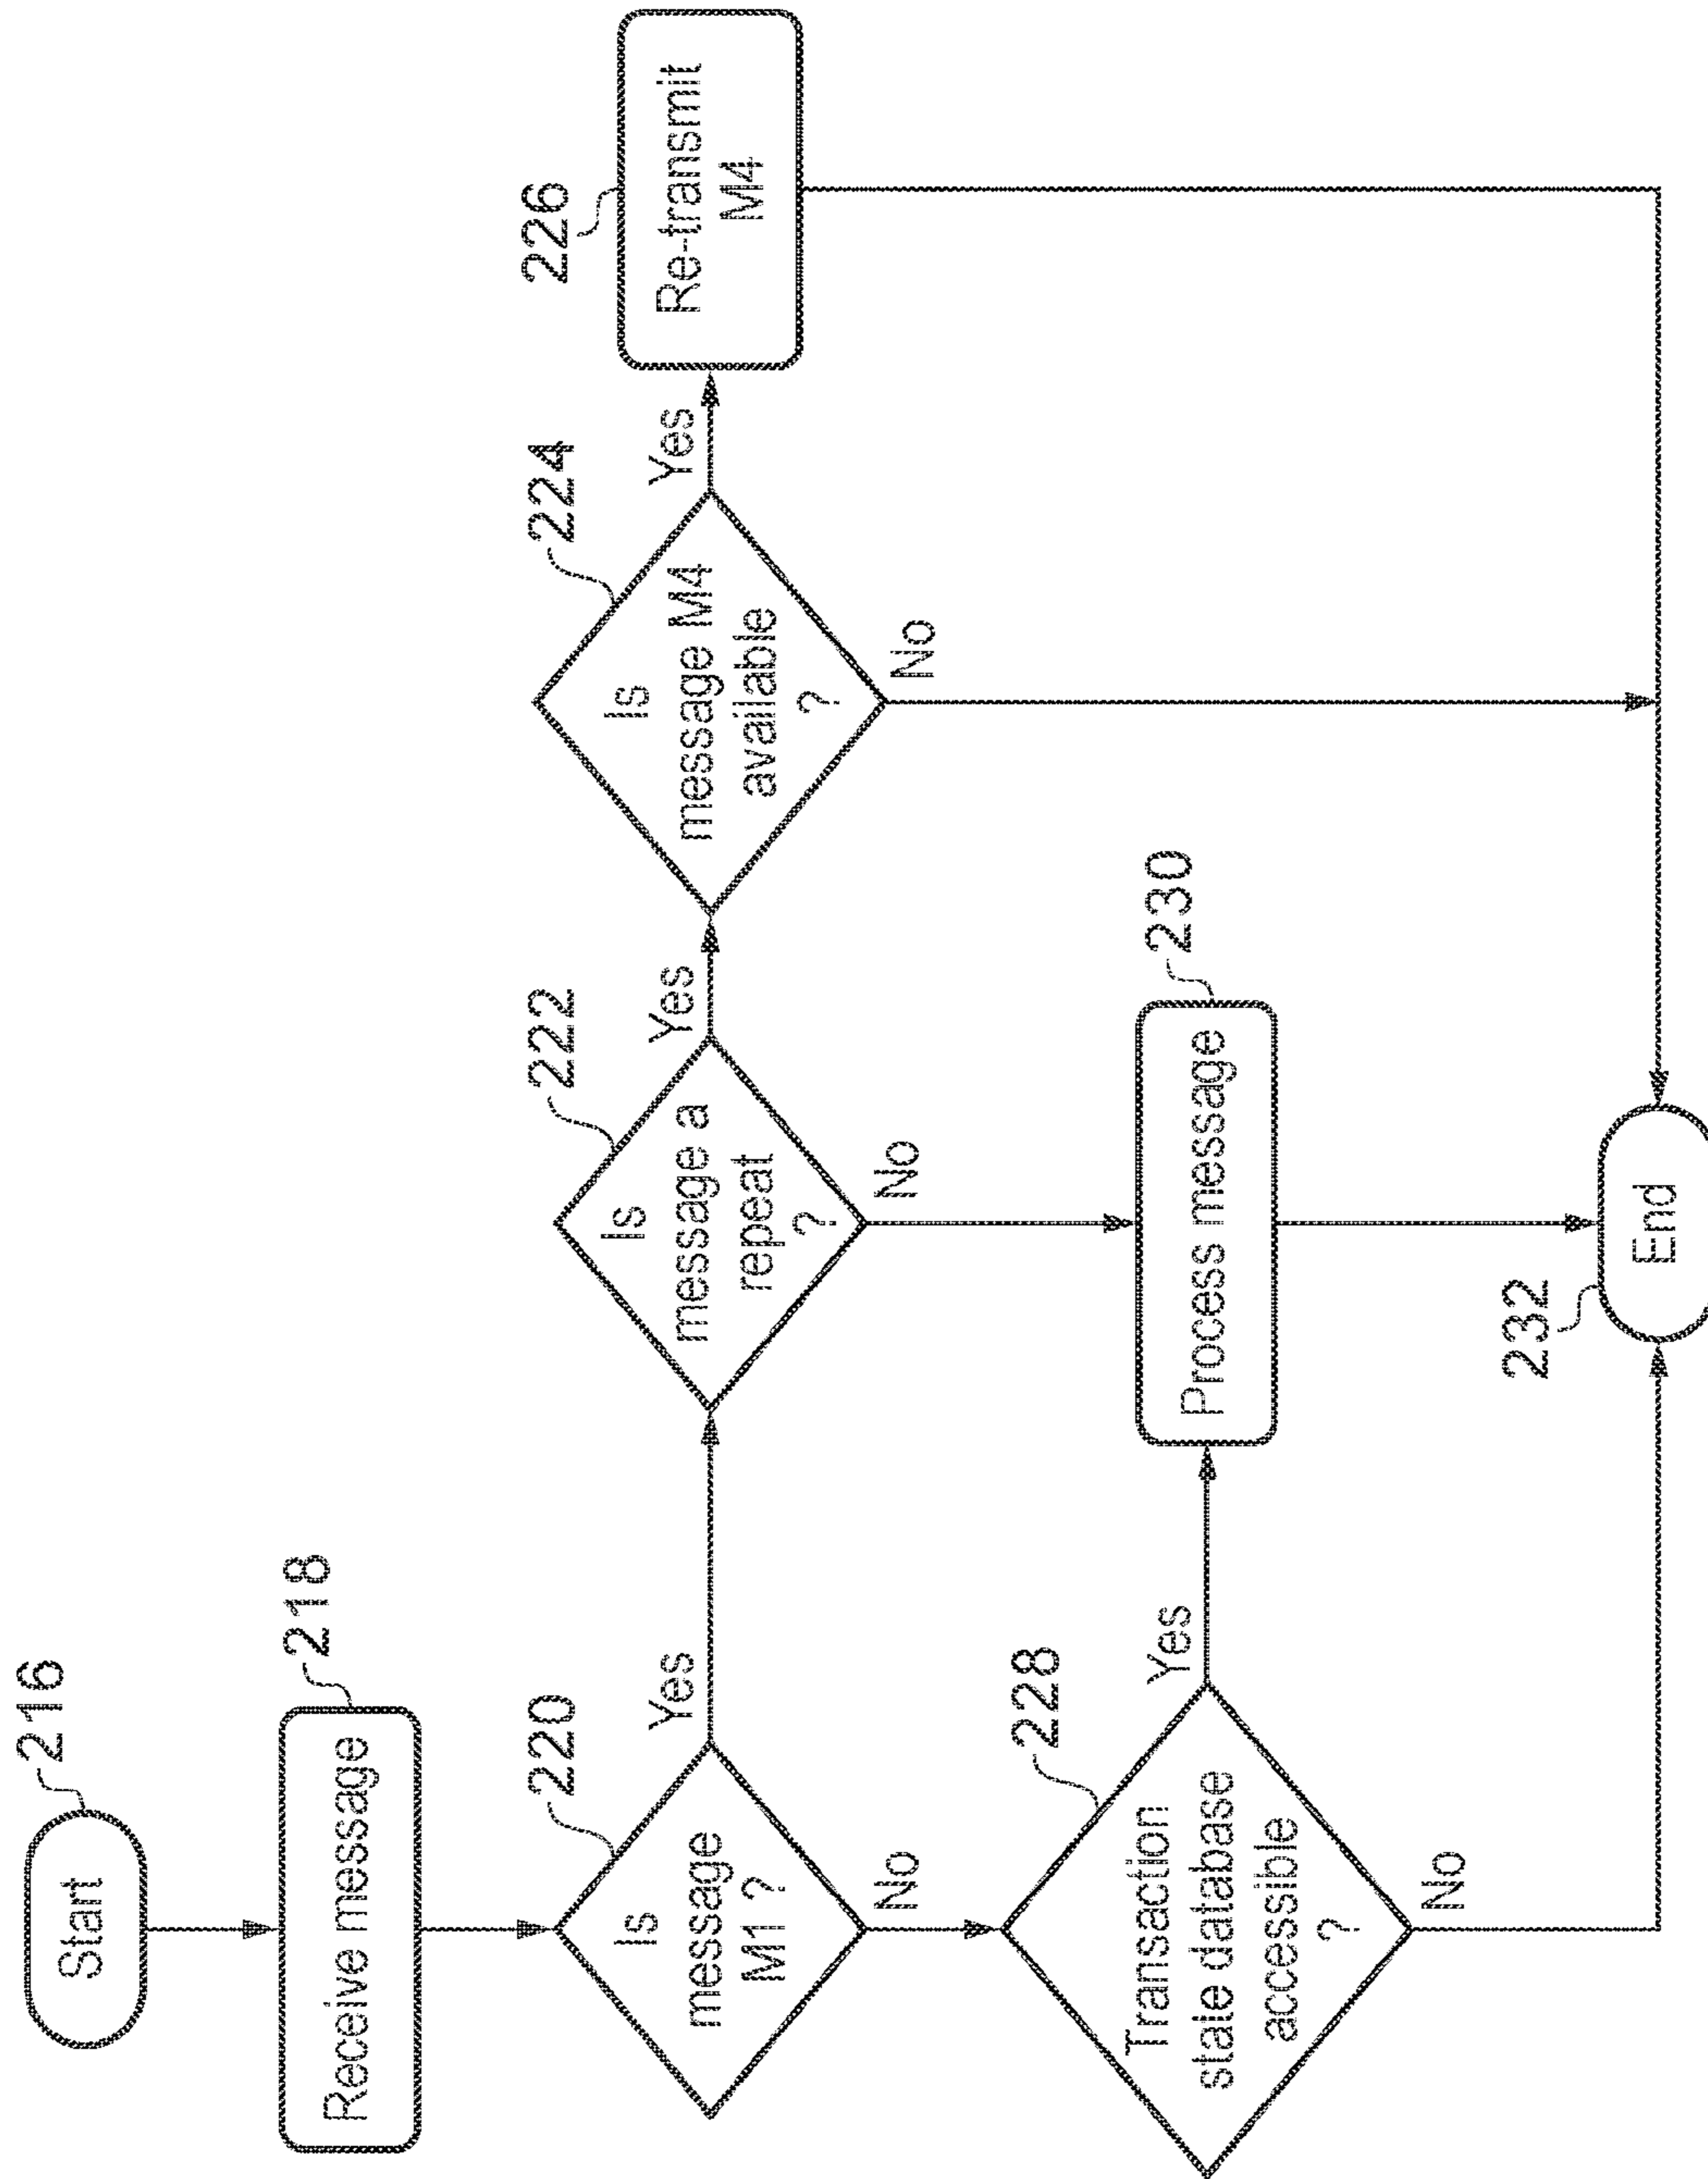 216
Start
218
Receive message
220
Is
message
M1 ?
Yes
No
222
Is
message a
repeat
?
Yes
No
224
Is
message M4
available
?
Yes
No
226
Re-transmit
M4
228
Transaction
state database
accessible
?
Yes
No
230
Process message
232
End